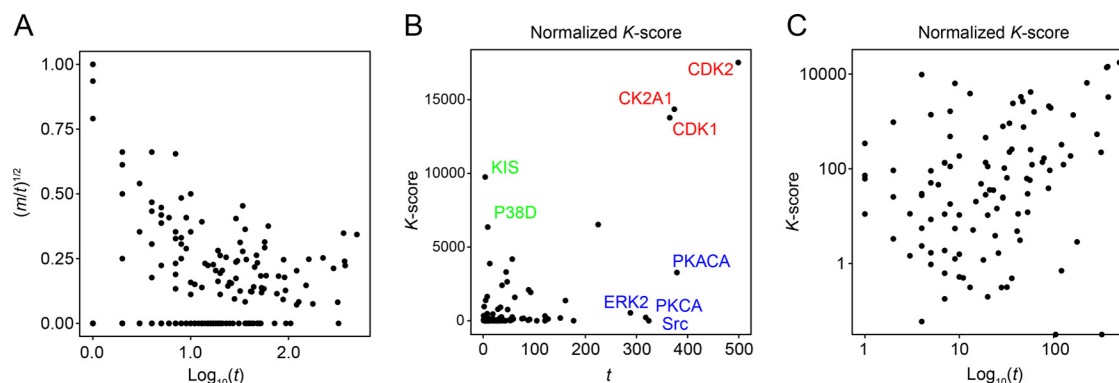 A
1.00
0.75
0.50
0.25
0.00
(m/t)^1/2
0.0
1.0
2.0
Log10(t)
B
Normalized K-score
15000
10000
5000
0
K-score
CDK2
CK2A1
CDK1
KIS
P38D
PKACA
ERK2
PKCA
Src
0
100
200
300
400
500
t
C
Normalized K-score
10000
100
1
K-score
1
10
100
Log10(t)